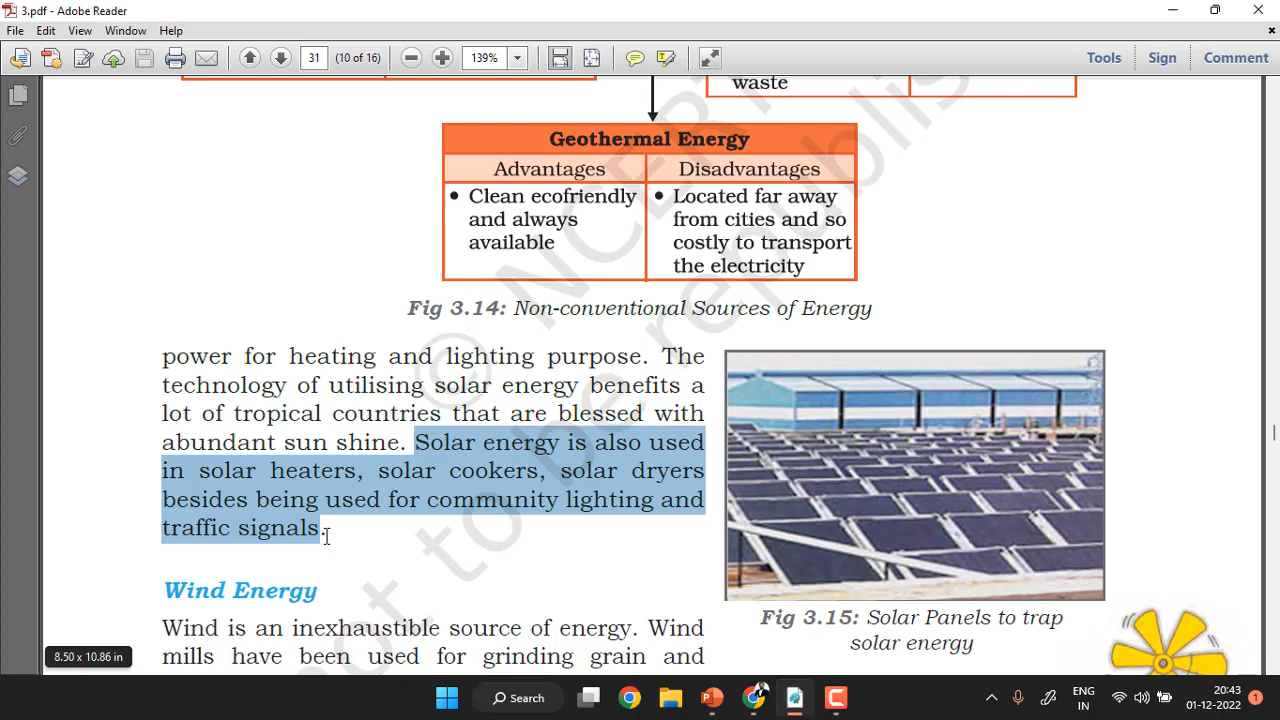 3.pdf - Adobe Reader
File Edit View Window Help
31 (10 of 16) 139% Tools Sign Comment
waste
Geothermal Energy
Advantages Disadvantages
• Clean ecofriendly • Located far away
and always from cities and so
available costly to transport
the electricity
Fig 3.14: Non-conventional Sources of Energy
power for heating and lighting purpose. The
technology of utilising solar energy benefits a
lot of tropical countries that are blessed with
abundant sun shine. Solar energy is also used
in solar heaters, solar cookers, solar dryers
besides being used for community lighting and
traffic signals.
Wind Energy
Wind is an inexhaustible source of energy. Wind
mills have been used for grinding grain and
Fig 3.15: Solar Panels to trap
solar energy
© NCERT
not to be republis
8.50 x 10.86 in
Search
ENG
IN
20:43
01-12-2022
1